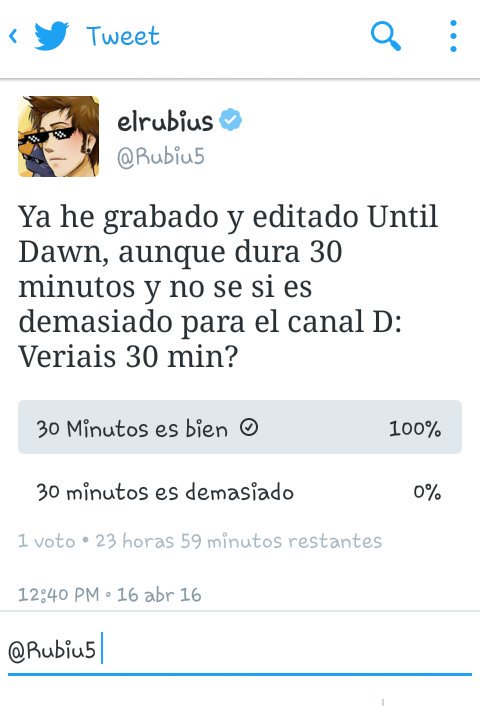 Tweet
elrubius
@Rubiu5
Ya he grabado y editado Until
Dawn, aunque dura 30
minutos y no se si es
demasiado para el canal D:
Veriais 30 min?
30 Minutos es bien 100%
30 minutos es demasiado 0%
1 voto • 23 horas 59 minutos restantes
12:40 PM • 16 abr 16
@Rubiu5